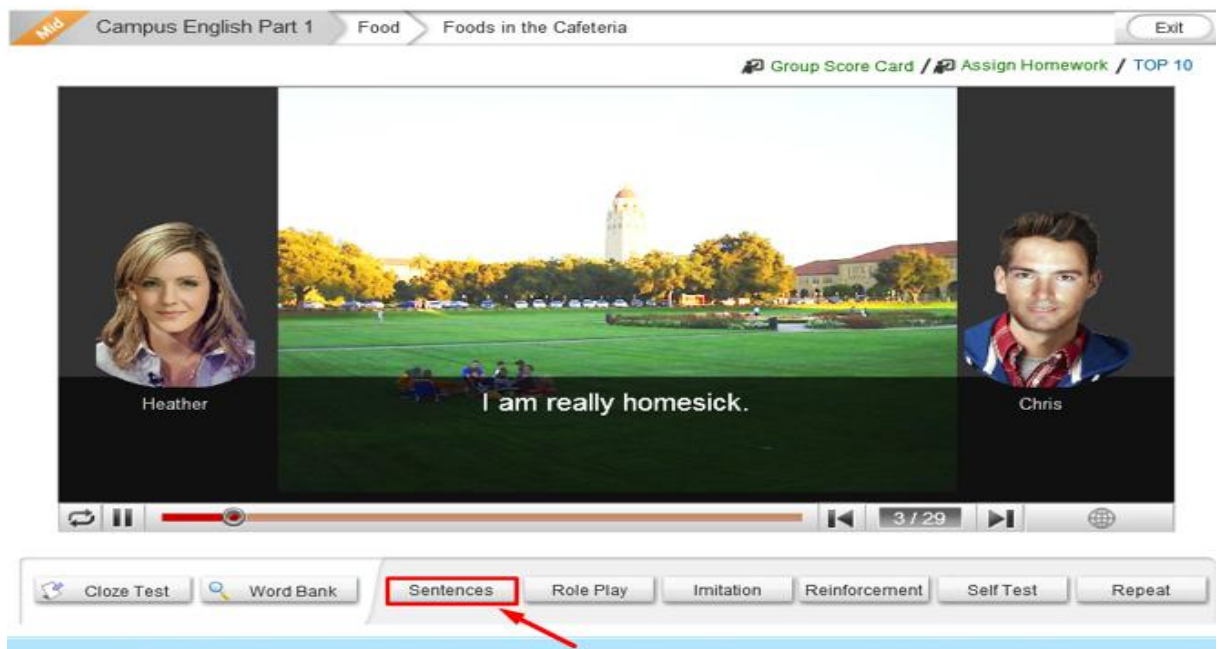 Mid Campus English Part 1 Food Foods in the Cafeteria Exit
Group Score Card / Assign Homework / TOP 10
Heather I am really homesick. Chris
3 / 29
Cloze Test Word Bank Sentences Role Play Imitation Reinforcement Self Test Repeat